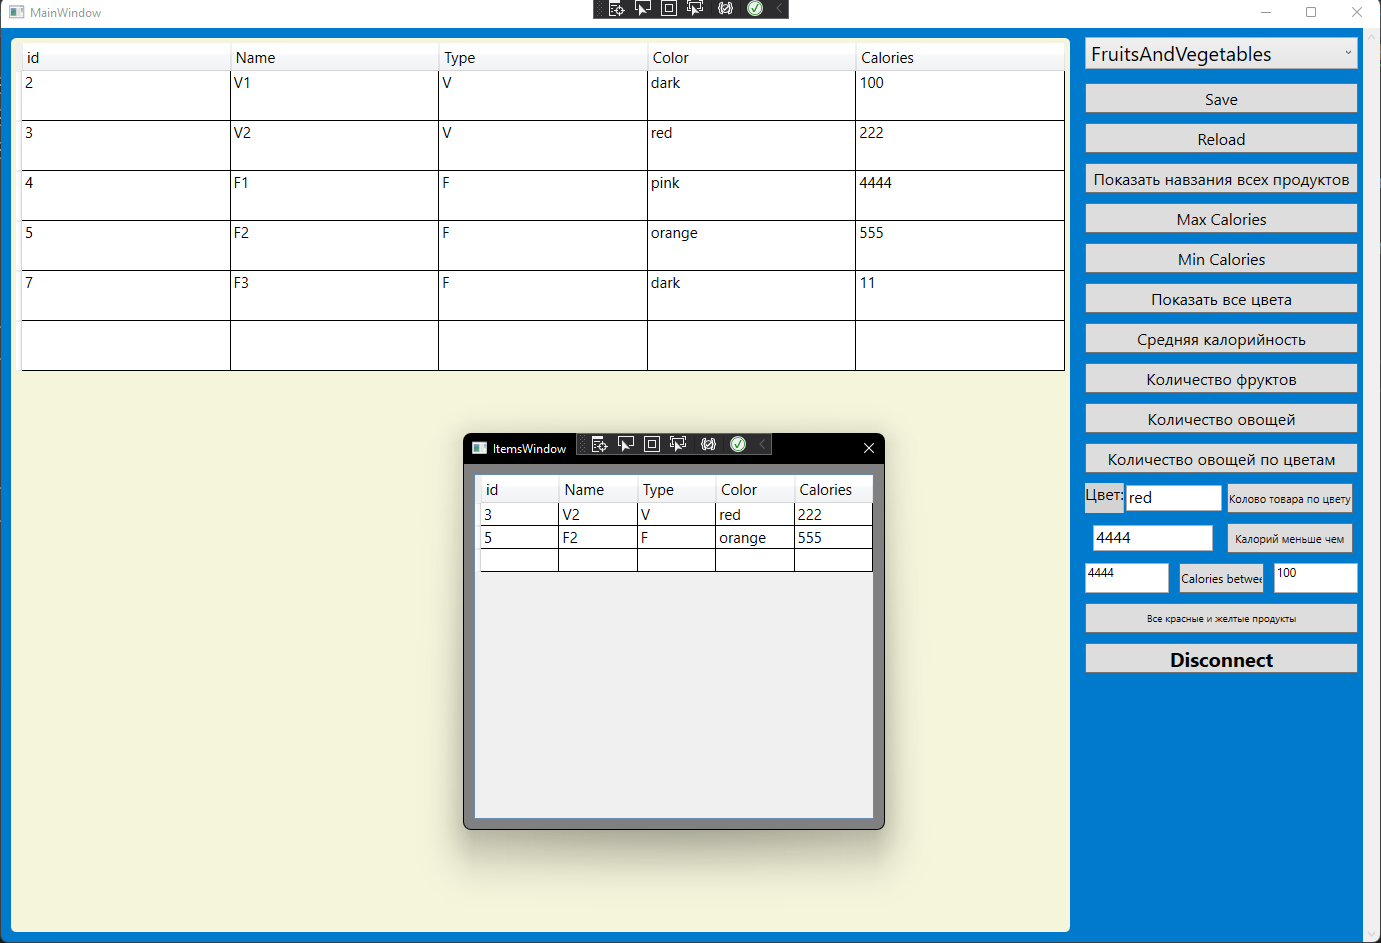 MainWindow
id Name Type Color Calories
2 V1 V dark 100
3 V2 V red 222
4 F1 F pink 4444
5 F2 F orange 555
7 F3 F dark 11
FruitsAndVegetables
Save
Reload
Показать навзания всех продуктов
Max Calories
Min Calories
Показать все цвета
Средняя калорийность
Количество фруктов
Количество овощей
Количество овощей по цветам
Цвет: red Колово товара по цвету
4444 Калорий меньше чем
4444 Calories betwee 100
Все красные и желтые продукты
Disconnect
ItemsWindow
id Name Type Color Calories
3 V2 V red 222
5 F2 F orange 555